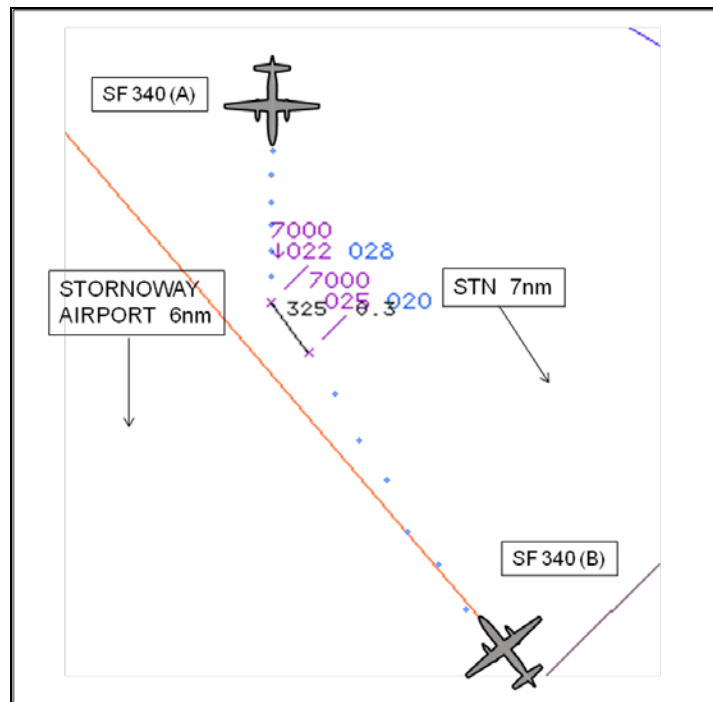 SF 340 (A)
7000
↓022 028
7000
025 020
325 0.3
STORNOWAY
AIRPORT 6nm
STN 7nm
SF 340 (B)